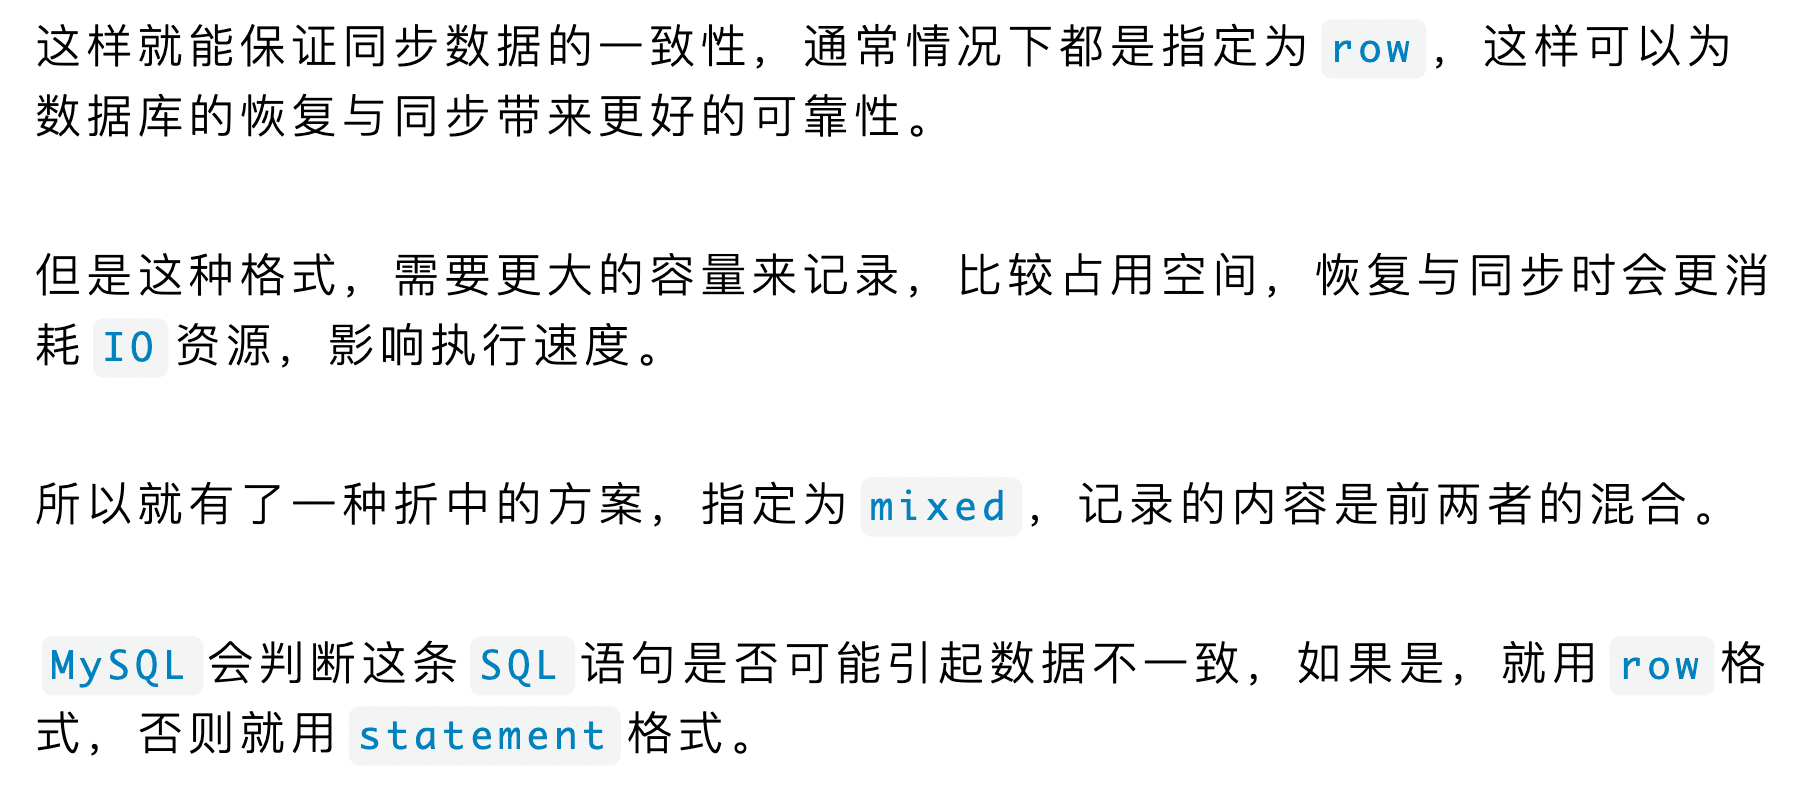 这样就能保证同步数据的一致性，通常情况下都是指定为 row，这样可以为
数据库的恢复与同步带来更好的可靠性。
但是这种格式，需要更大的容量来记录，比较占用空间，恢复与同步时会更消
耗 IO 资源，影响执行速度。
所以就有了一种折中的方案，指定为 mixed，记录的内容是前两者的混合。
MySQL 会判断这条 SQL 语句是否可能引起数据不一致，如果是，就用 row 格
式，否则就用 statement 格式。